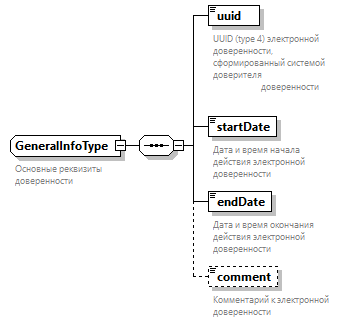 uuid
UUID (type 4) электронной
доверенности,
сформированный системой
доверителя
доверенности
startDate
Дата и время начала
действия электронной
доверенности
GeneralInfoType
Основные реквизиты
доверенности
endDate
Дата и время окончания
действия электронной
доверенности
comment
Комментарий к электронной
доверенности